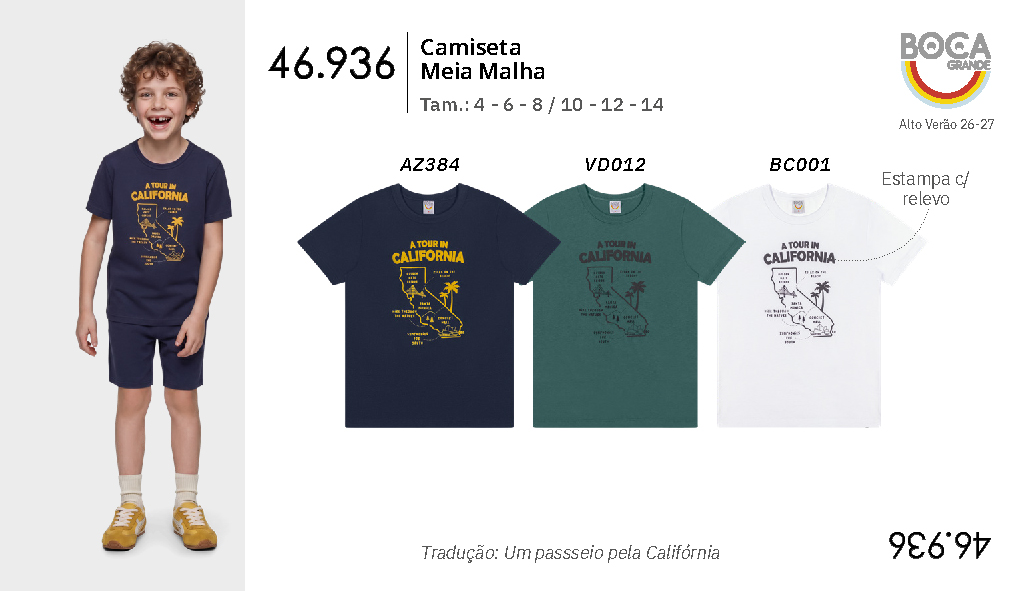 46.936
Camiseta
Meia Malha
Tam.: 4 - 6 - 8 / 10 - 12 - 14
BOCA
GRANDE
Alto Verão 26-27
AZ384
VD012
BC001
Estampa c/
relevo
A TOUR IN
CALIFORNIA
A TOUR IN
CALIFORNIA
A TOUR IN
CALIFORNIA
A TOUR IN
CALIFORNIA
Tradução: Um passseio pela Califórnia
46.936